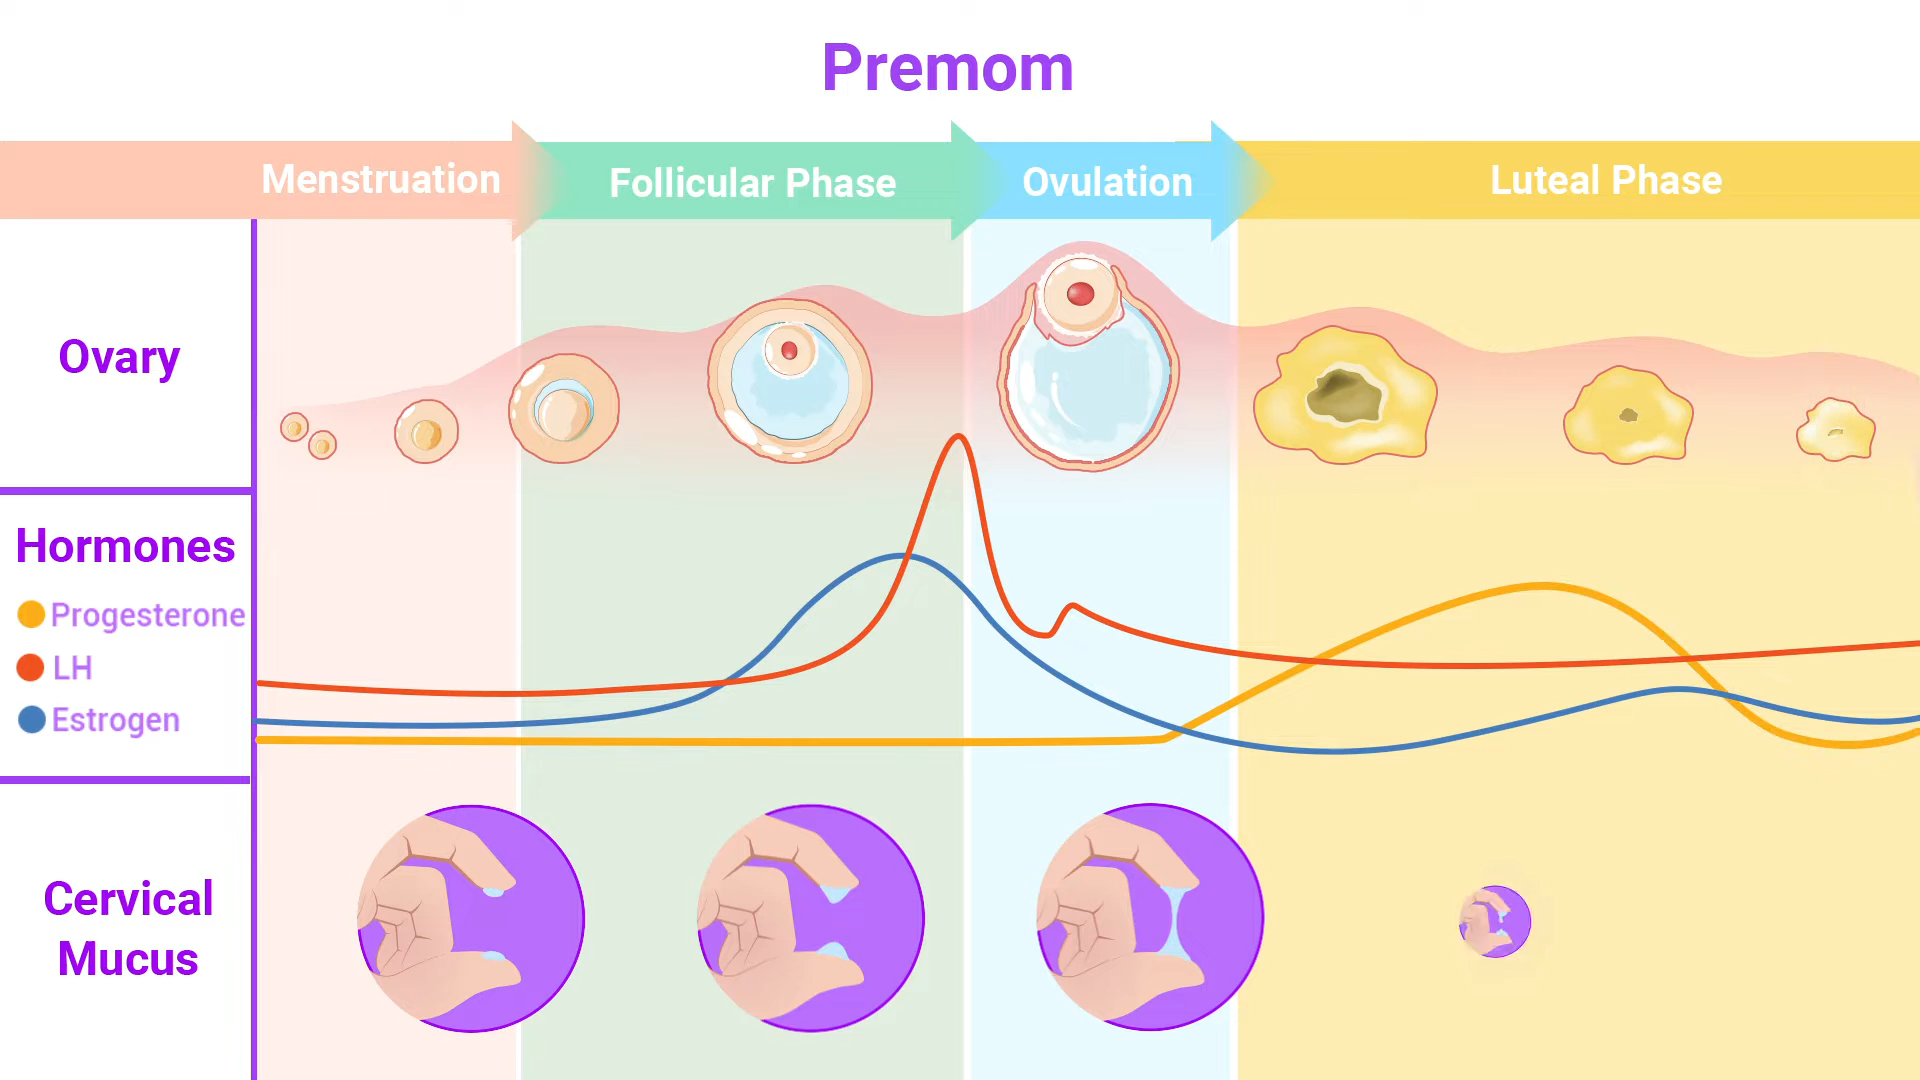 Premom
Menstruation
Follicular Phase
Ovulation
Luteal Phase
Ovary
Hormones
Progesterone
LH
Estrogen
Cervical
Mucus